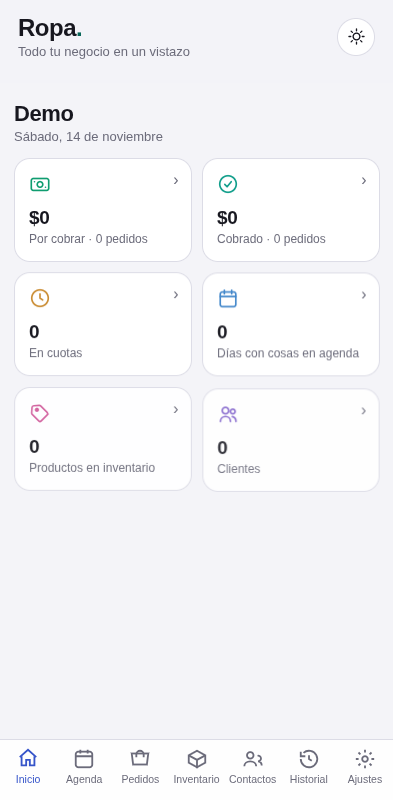 Ropa.
Todo tu negocio en un vistazo
Demo
Sábado, 14 de noviembre
$0
Por cobrar · 0 pedidos
$0
Cobrado · 0 pedidos
0
En cuotas
0
Días con cosas en agenda
0
Productos en inventario
0
Clientes
Inicio
Agenda
Pedidos
Inventario
Contactos
Historial
Ajustes